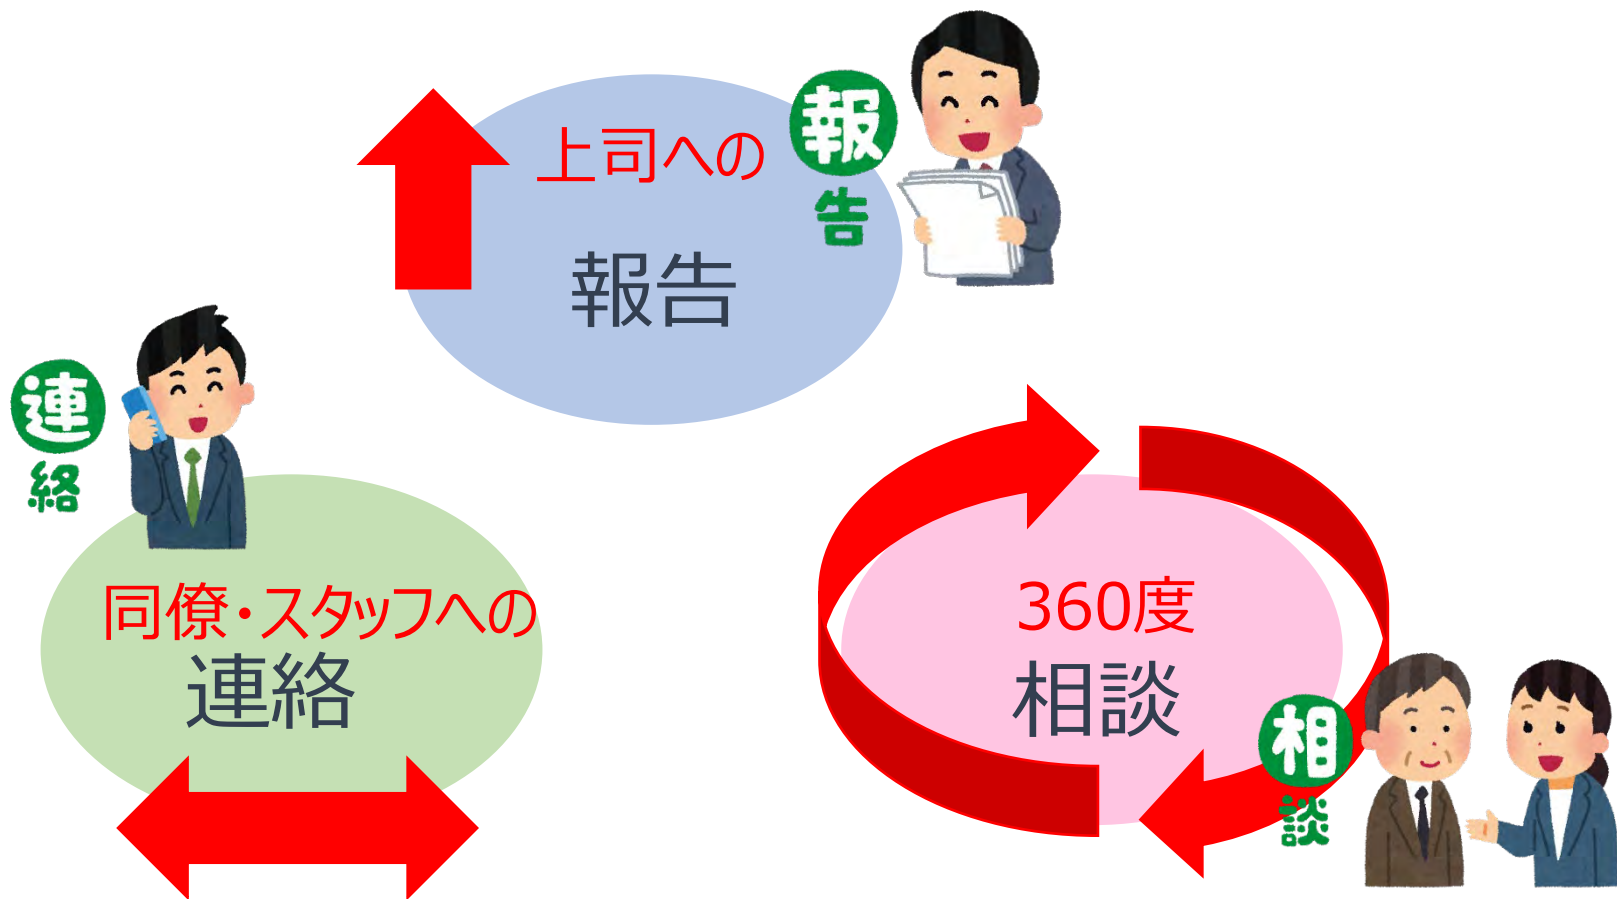 上司への
報告
報
告
連
絡
同僚・スタッフへの
連絡
360度
相談
相
談